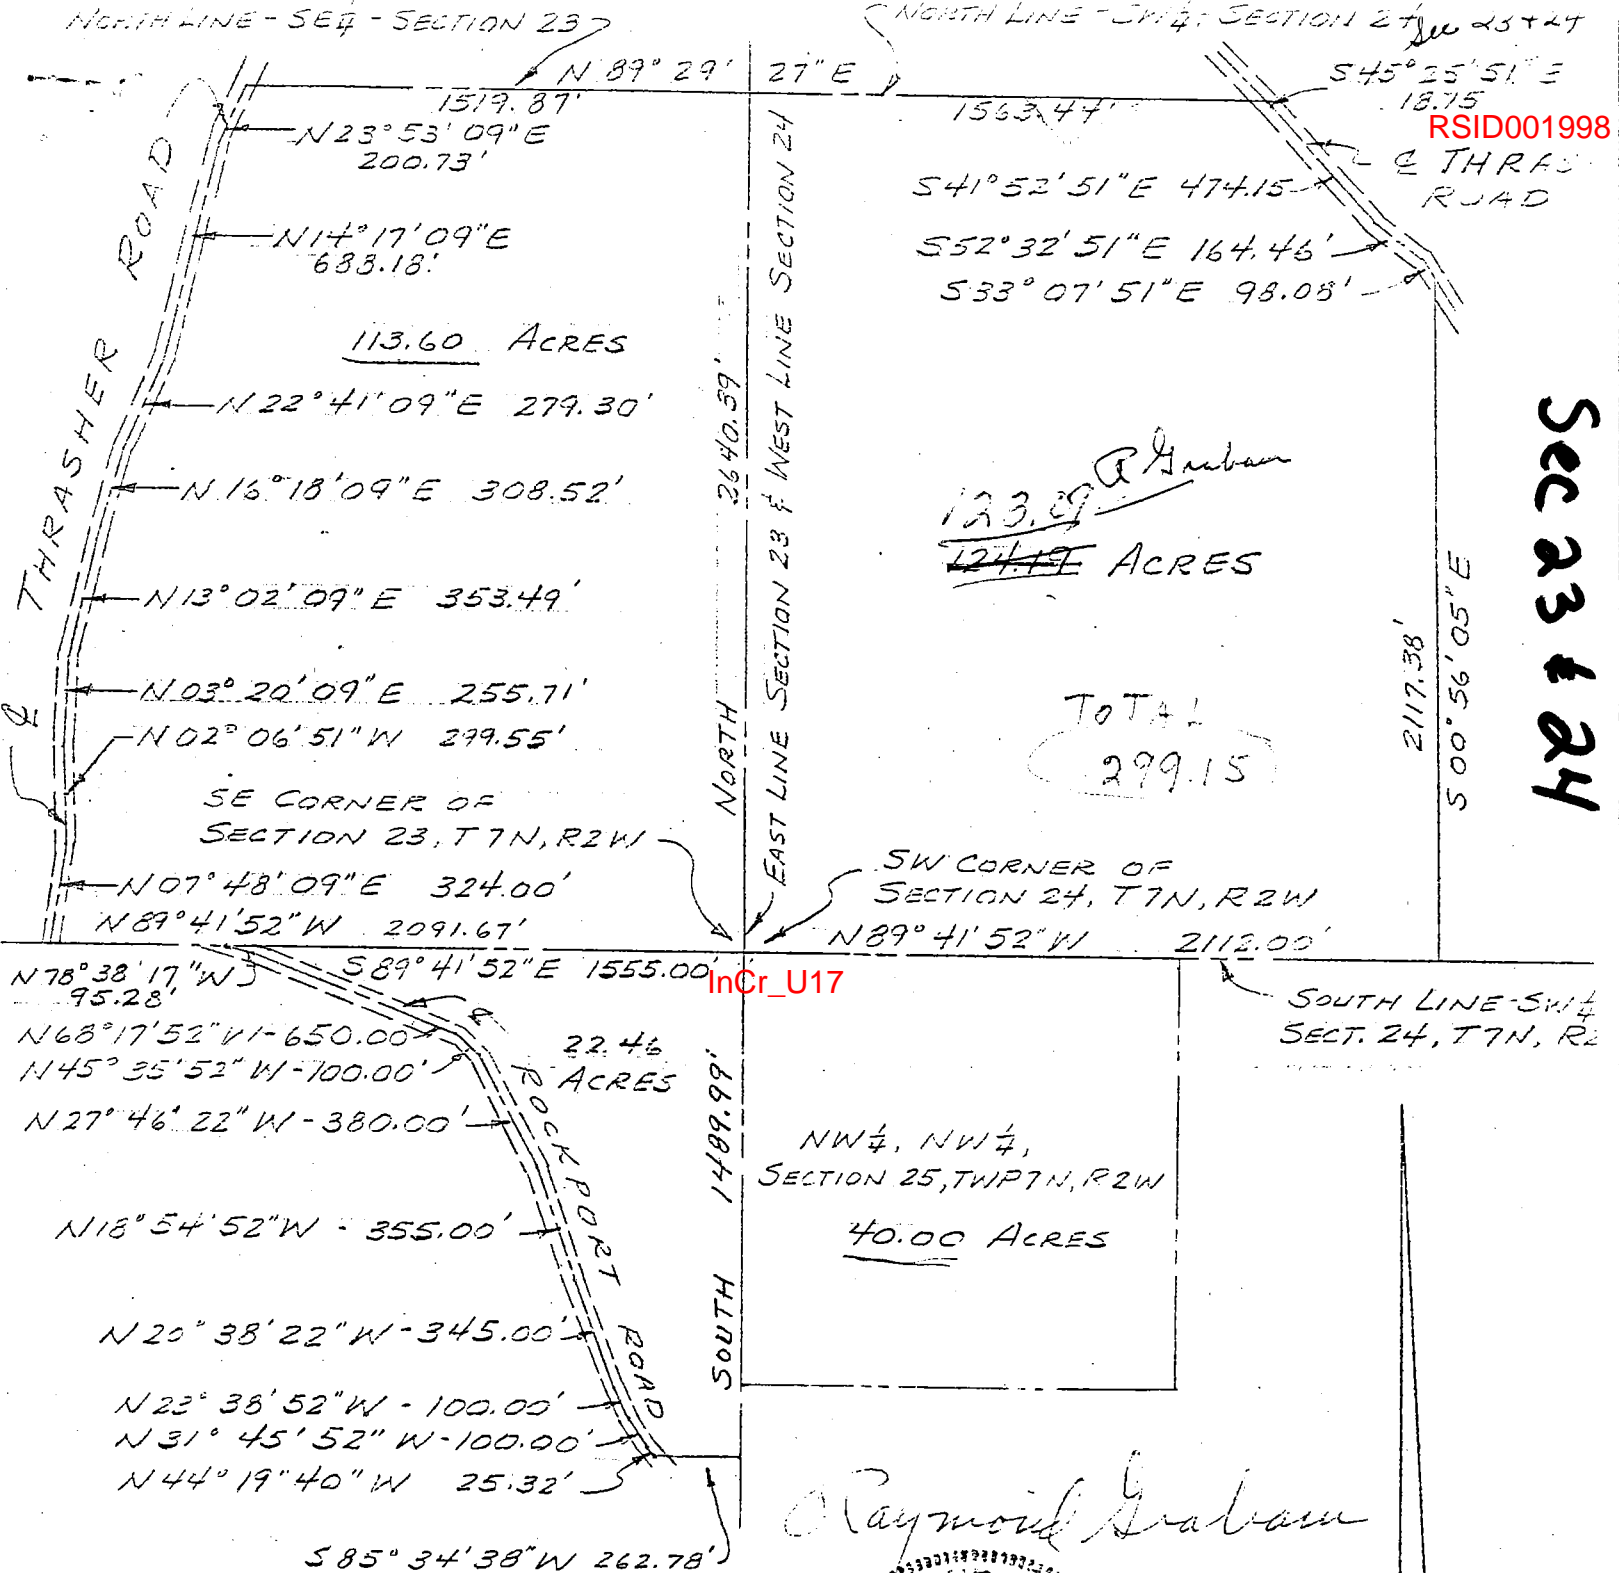 NORTH LINE - SE¼ - SECTION 23
NORTH LINE - SW¼, SECTION 24
Sec 23 + 24
N 89° 29' 27" E
1519.87'
1563.44'
S45°25'51"E
18.75
RSID001998
N23°53'09"E
200.73'
℄ THRAS
ROAD
S41°52'51"E 474.15
N14°17'09"E
683.18'
S52°32'51"E 164.46'
S33°07'51"E 98.08'
℄ THRASHER ROAD
113.60 ACRES
N22°41'09"E 279.30'
N16°18'09"E 308.52'
N13°02'09"E 353.49'
N03°20'09"E 255.71'
N02°06'51"W 299.55'
NORTH 2640.39'
EAST LINE SECTION 23 & WEST LINE SECTION 24
R Graham
123.09
124.19 ACRES
TOTAL
299.15
2117.38'
S00°56'05"E
Sec 23 & 24
SE CORNER OF
SECTION 23, T7N, R2W
SW CORNER OF
SECTION 24, T7N, R2W
N07°48'09"E 324.00'
N89°41'52"W 2091.67'
N89°41'52"W 2112.00'
N78°38'17"W
95.28'
S89°41'52"E 1555.00'
InCr_U17
SOUTH LINE-SW¼
SECT. 24, T7N, R2
N68°17'52"W-650.00'
N45°35'52"W-100.00'
22.46
ACRES
N27°46'22"W-380.00'
℄ ROCKPORT ROAD
SOUTH 1489.99'
NW¼, NW¼,
SECTION 25, TWP7N, R2W
40.00 ACRES
N18°54'52"W - 355.00'
N20°38'22"W-345.00'
N23°38'52"W-100.00'
N31°45'52"W-100.00'
N44°19"40"W 25.32'
S85°34'38"W 262.78'
Raymond Graham